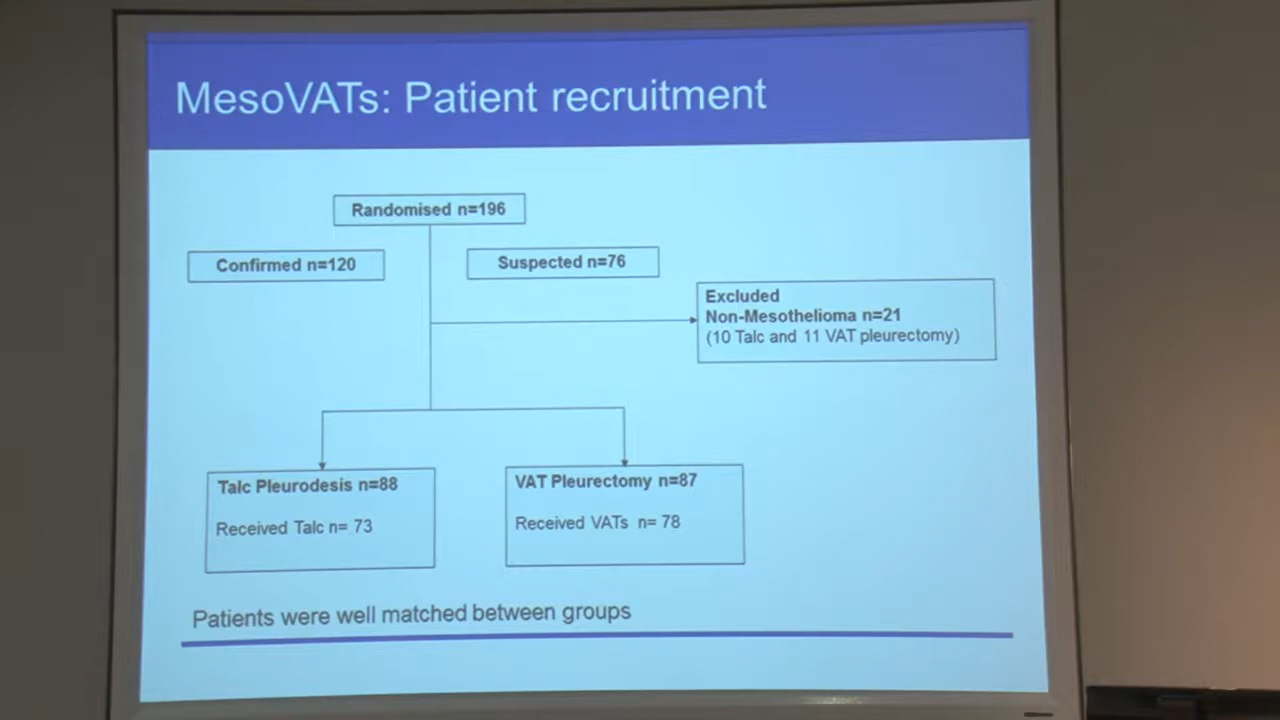 MesoVATs: Patient recruitment
Randomised n=196
Confirmed n=120
Suspected n=76
Excluded
Non-Mesothelioma n=21
(10 Talc and 11 VAT pleurectomy)
Talc Pleurodesis n=88
Received Talc n= 73
VAT Pleurectomy n=87
Received VATs n= 78
Patients were well matched between groups